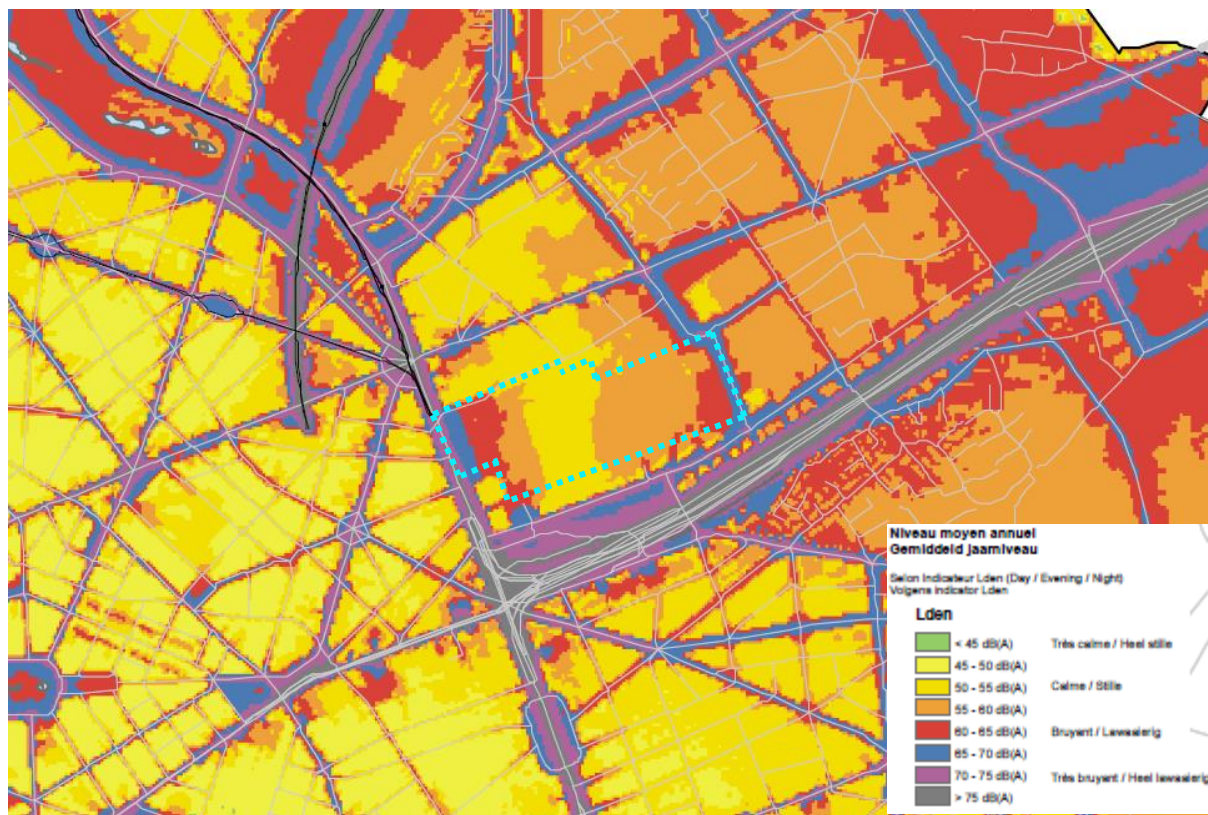 Niveau moyen annuel
Gemiddeld jaarniveau
Selon Indicateur Lden (Day / Evening / Night)
Volgens Indicator Lden
Lden
< 45 dB(A) Très calme / Heel stille
45 - 50 dB(A)
50 - 55 dB(A) Calme / Stille
55 - 60 dB(A)
60 - 65 dB(A) Bruyant / Lawaaierig
65 - 70 dB(A)
70 - 75 dB(A) Très bruyant / Heel lawaaierig
> 75 dB(A)